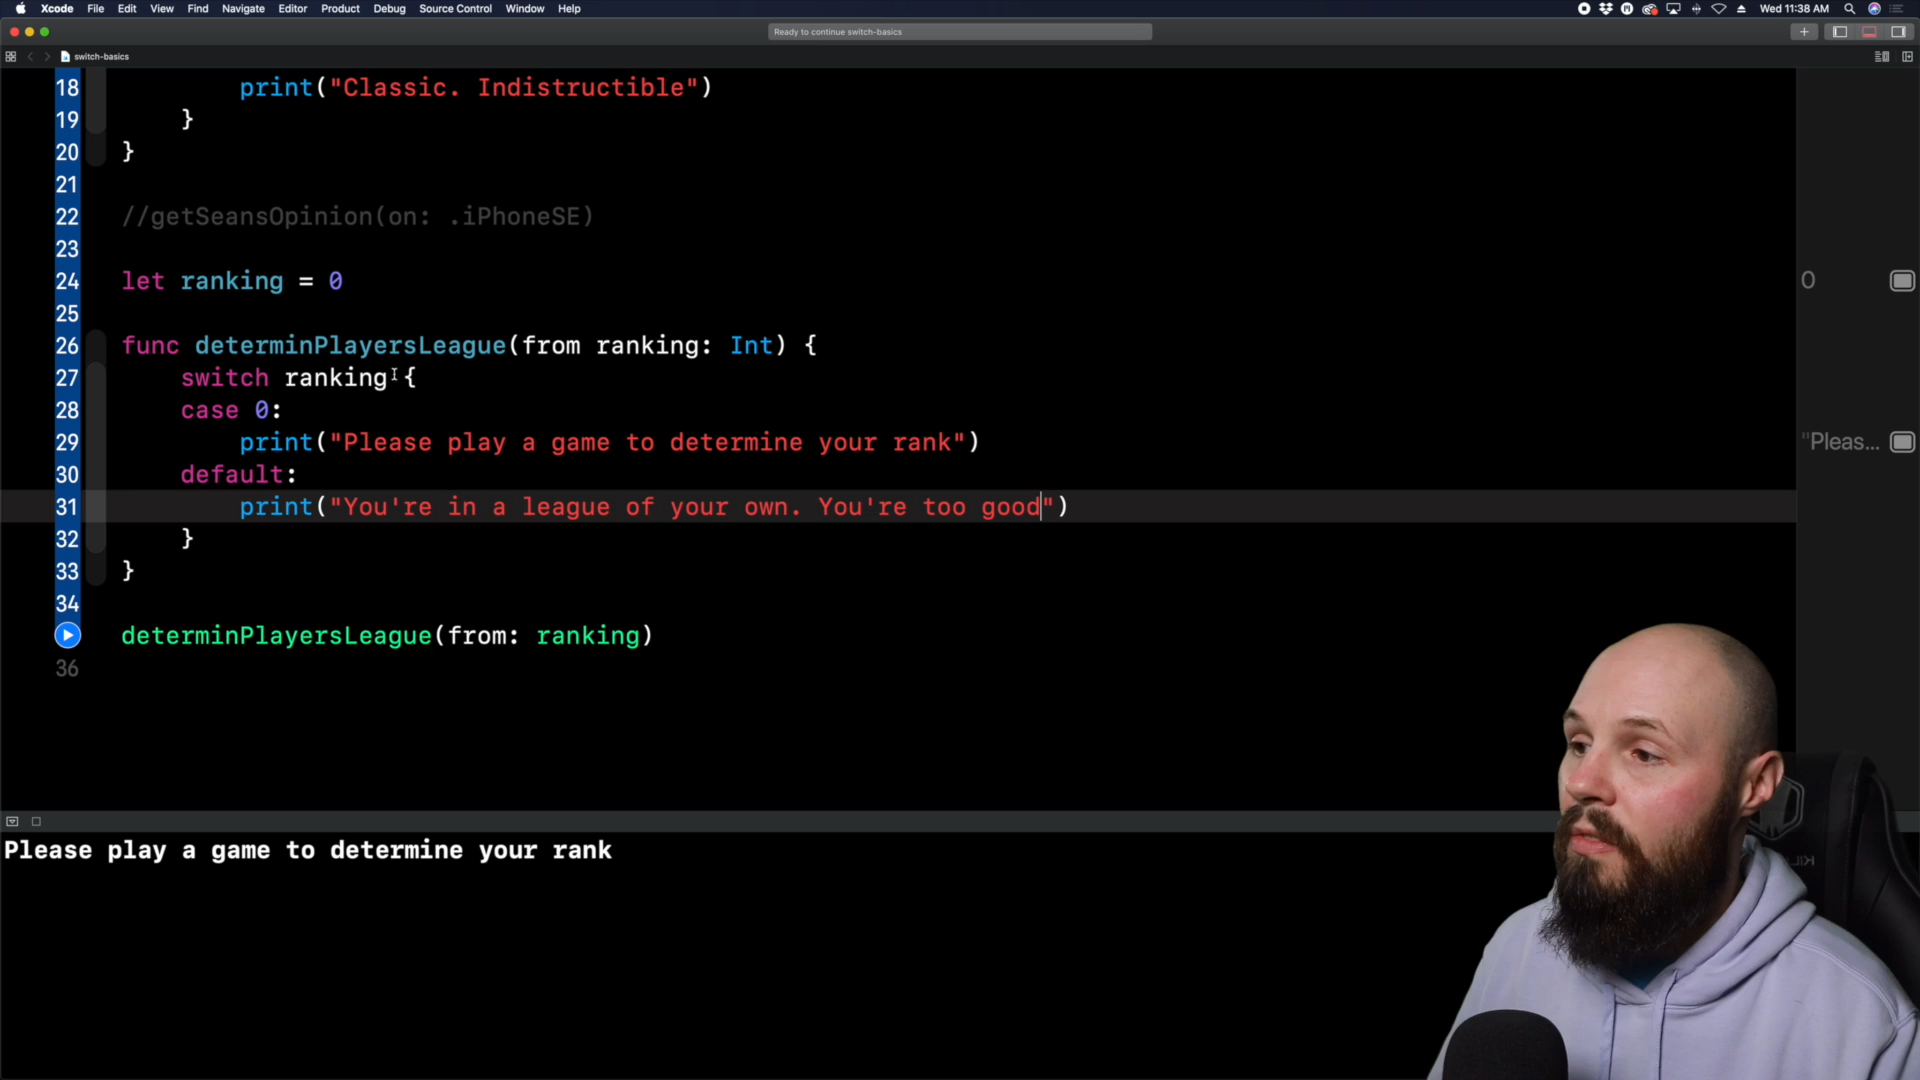 Xcode File Edit View Find Navigate Editor Product Debug Source Control Window Help Wed 11:38 AM
Ready to continue switch-basics
switch-basics
18 print("Classic. Indistructible")
19 }
20 }
21
22 //getSeansOpinion(on: .iPhoneSE)
23
24 let ranking = 0 0
25
26 func determinPlayersLeague(from ranking: Int) {
27 switch ranking {
28 case 0:
29 print("Please play a game to determine your rank") "Pleas...
30 default:
31 print("You're in a league of your own. You're too good")
32 }
33 }
34
determinPlayersLeague(from: ranking)
36
Please play a game to determine your rank